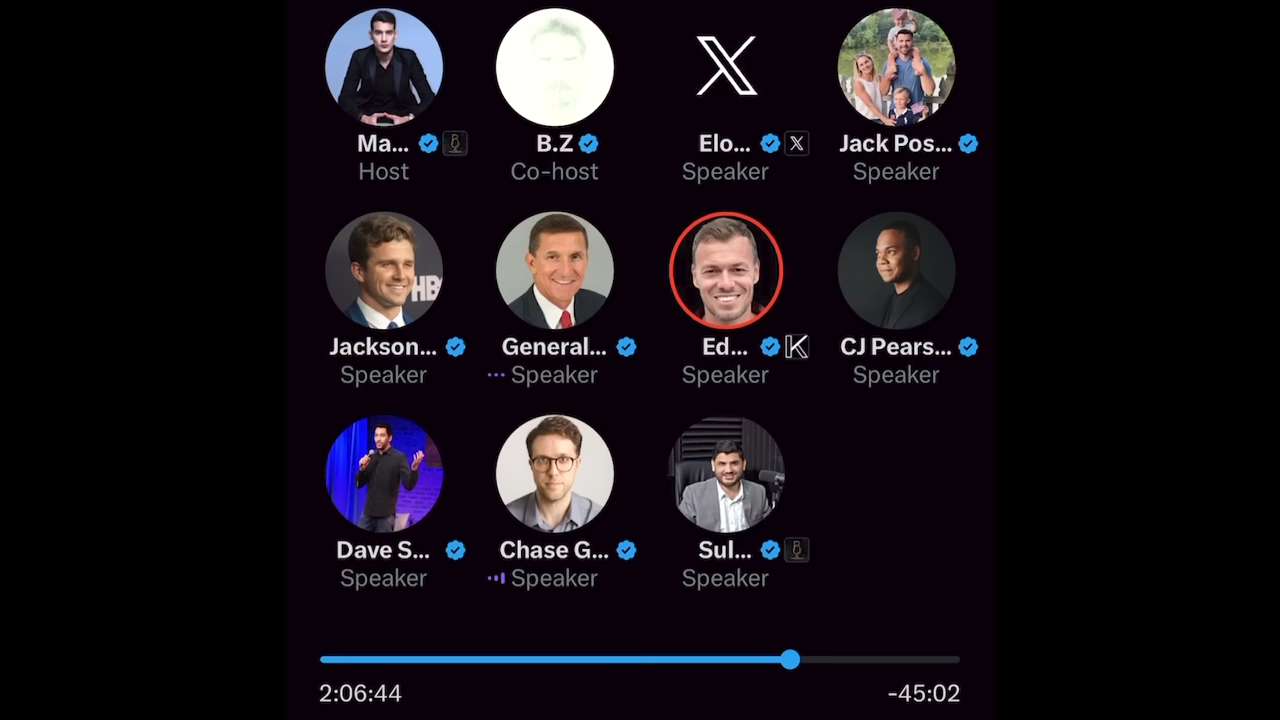 Ma... B.Z Elo... Jack Pos...
Host Co-host Speaker Speaker
HB
Jackson... General... Ed... CJ Pears...
Speaker Speaker Speaker Speaker
Dave S... Chase G... Sul...
Speaker Speaker Speaker
2:06:44 -45:02